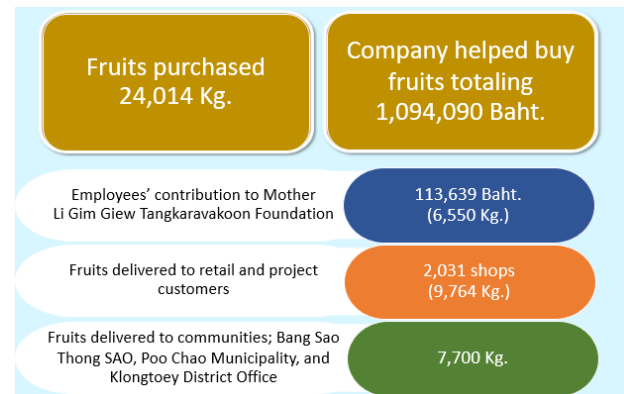 Fruits purchased
24,014 Kg.
Company helped buy
fruits totaling
1,094,090 Baht.
Employees' contribution to Mother
Li Gim Giew Tangkaravakoon Foundation
113,639 Baht.
(6,550 Kg.)
Fruits delivered to retail and project
customers
2,031 shops
(9,764 Kg.)
Fruits delivered to communities; Bang Sao
Thong SAO, Poo Chao Municipality, and
Klongtoey District Office
7,700 Kg.